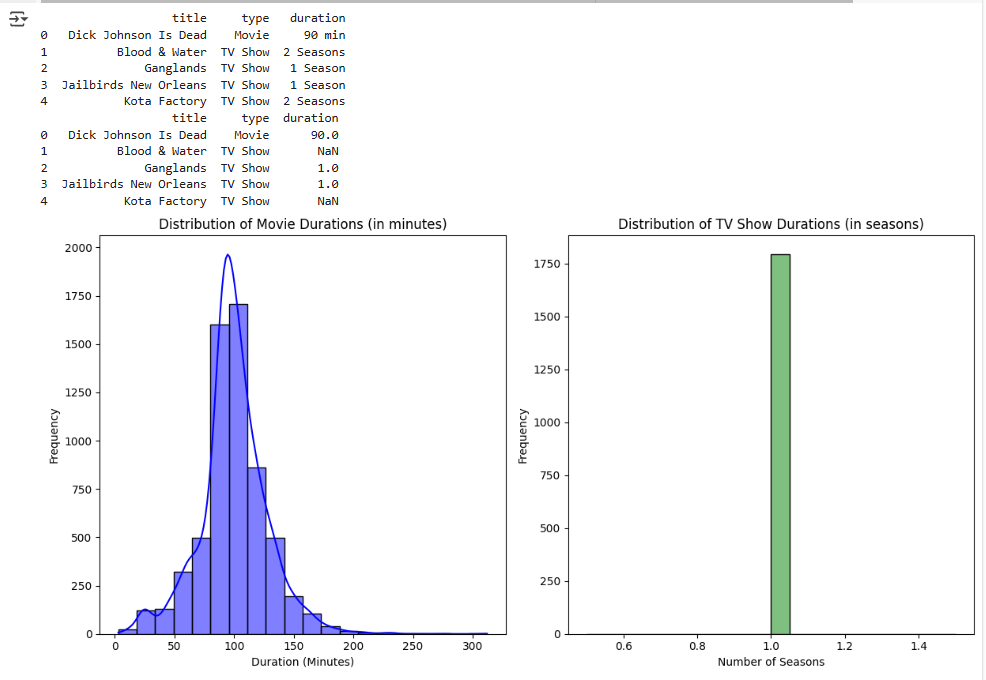 title type duration
0 Dick Johnson Is Dead Movie 90 min
1 Blood & Water TV Show 2 Seasons
2 Ganglands TV Show 1 Season
3 Jailbirds New Orleans TV Show 1 Season
4 Kota Factory TV Show 2 Seasons
title type duration
0 Dick Johnson Is Dead Movie 90.0
1 Blood & Water TV Show NaN
2 Ganglands TV Show 1.0
3 Jailbirds New Orleans TV Show 1.0
4 Kota Factory TV Show NaN
Distribution of Movie Durations (in minutes)
2000
1750
1500
1250
1000
750
500
250
0
Frequency
0 50 100 150 200 250 300
Duration (Minutes)
Distribution of TV Show Durations (in seasons)
1750
1500
1250
1000
750
500
250
0
Frequency
0.6 0.8 1.0 1.2 1.4
Number of Seasons